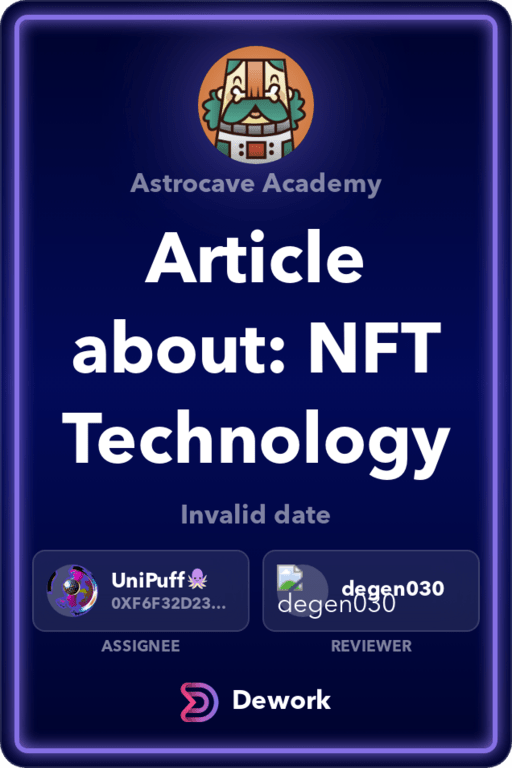 Astrocave Academy
Article
about: NFT
Technology
Invalid date
UniPuff🐙
0XF6F32D23...
degen030
degen030
ASSIGNEE
REVIEWER
Dework